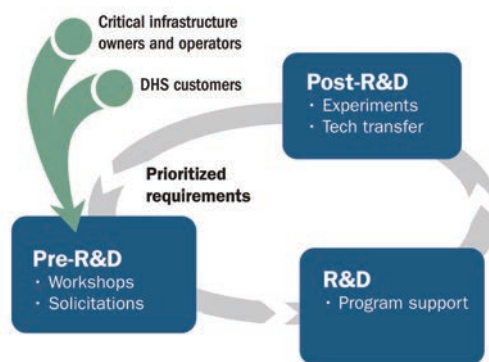 Critical infrastructure
owners and operators
DHS customers
Post-R&D
· Experiments
· Tech transfer
Prioritized
requirements
Pre-R&D
· Workshops
· Solicitations
R&D
· Program support